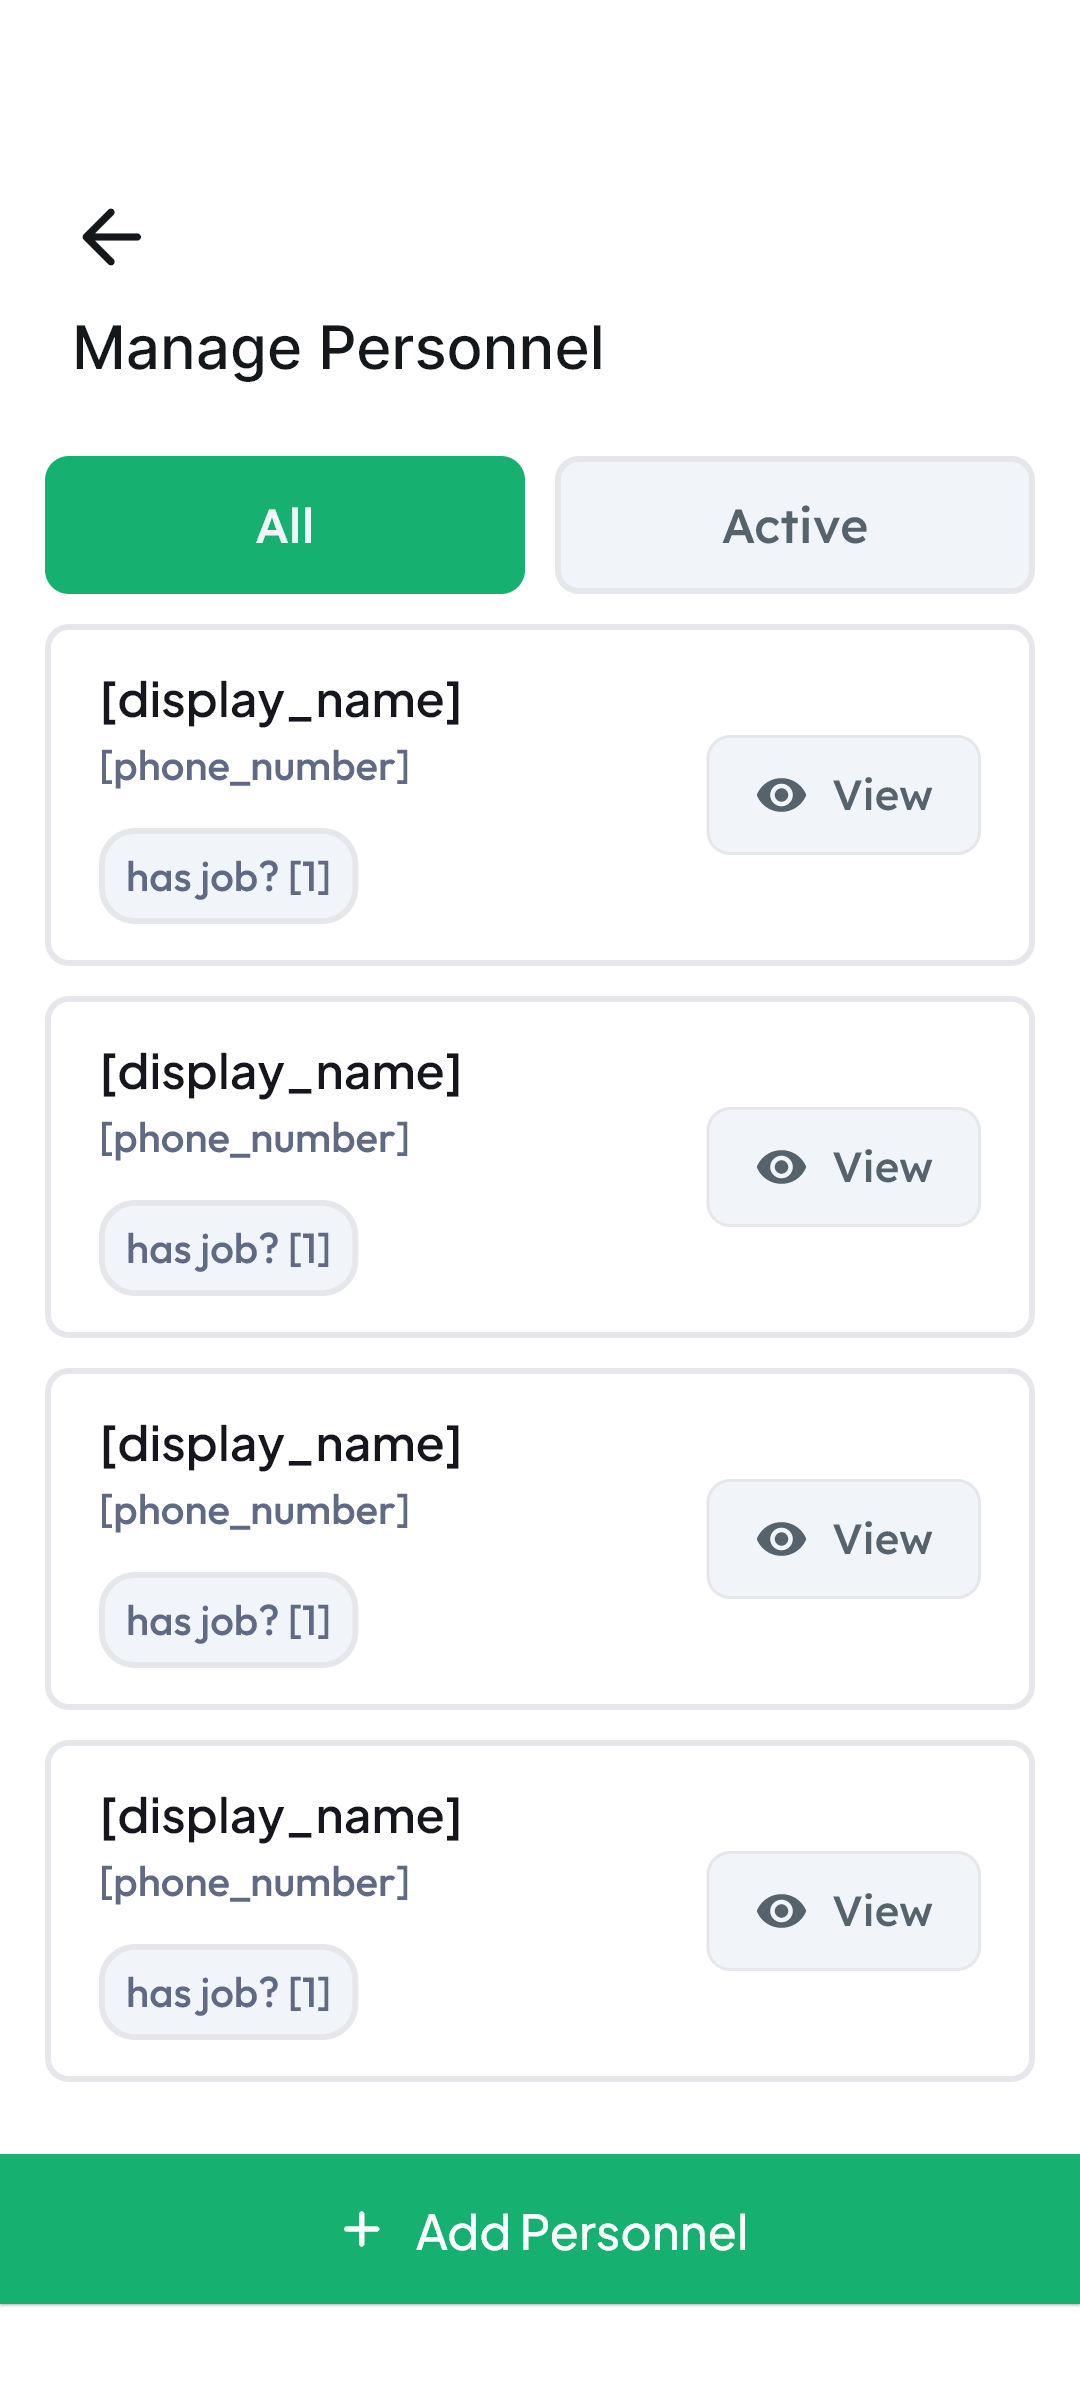 Manage Personnel
All
Active
[display_name]
[phone_number]
View
has job? [1]
[display_name]
[phone_number]
View
has job? [1]
[display_name]
[phone_number]
View
has job? [1]
[display_name]
[phone_number]
View
has job? [1]
+ Add Personnel